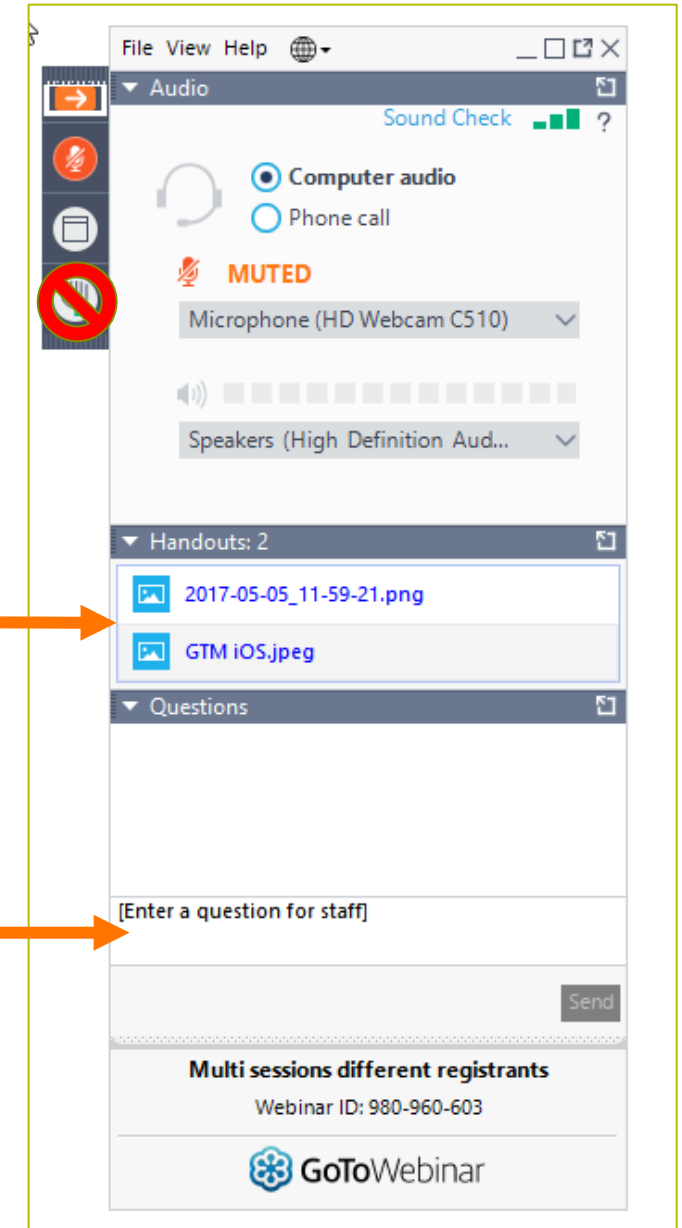 File View Help
Audio
Sound Check ?
Computer audio
Phone call
MUTED
Microphone (HD Webcam C510)
Speakers (High Definition Aud...
Handouts: 2
2017-05-05_11-59-21.png
GTM iOS.jpeg
Questions
[Enter a question for staff]
Send
Multi sessions different registrants
Webinar ID: 980-960-603
GoToWebinar